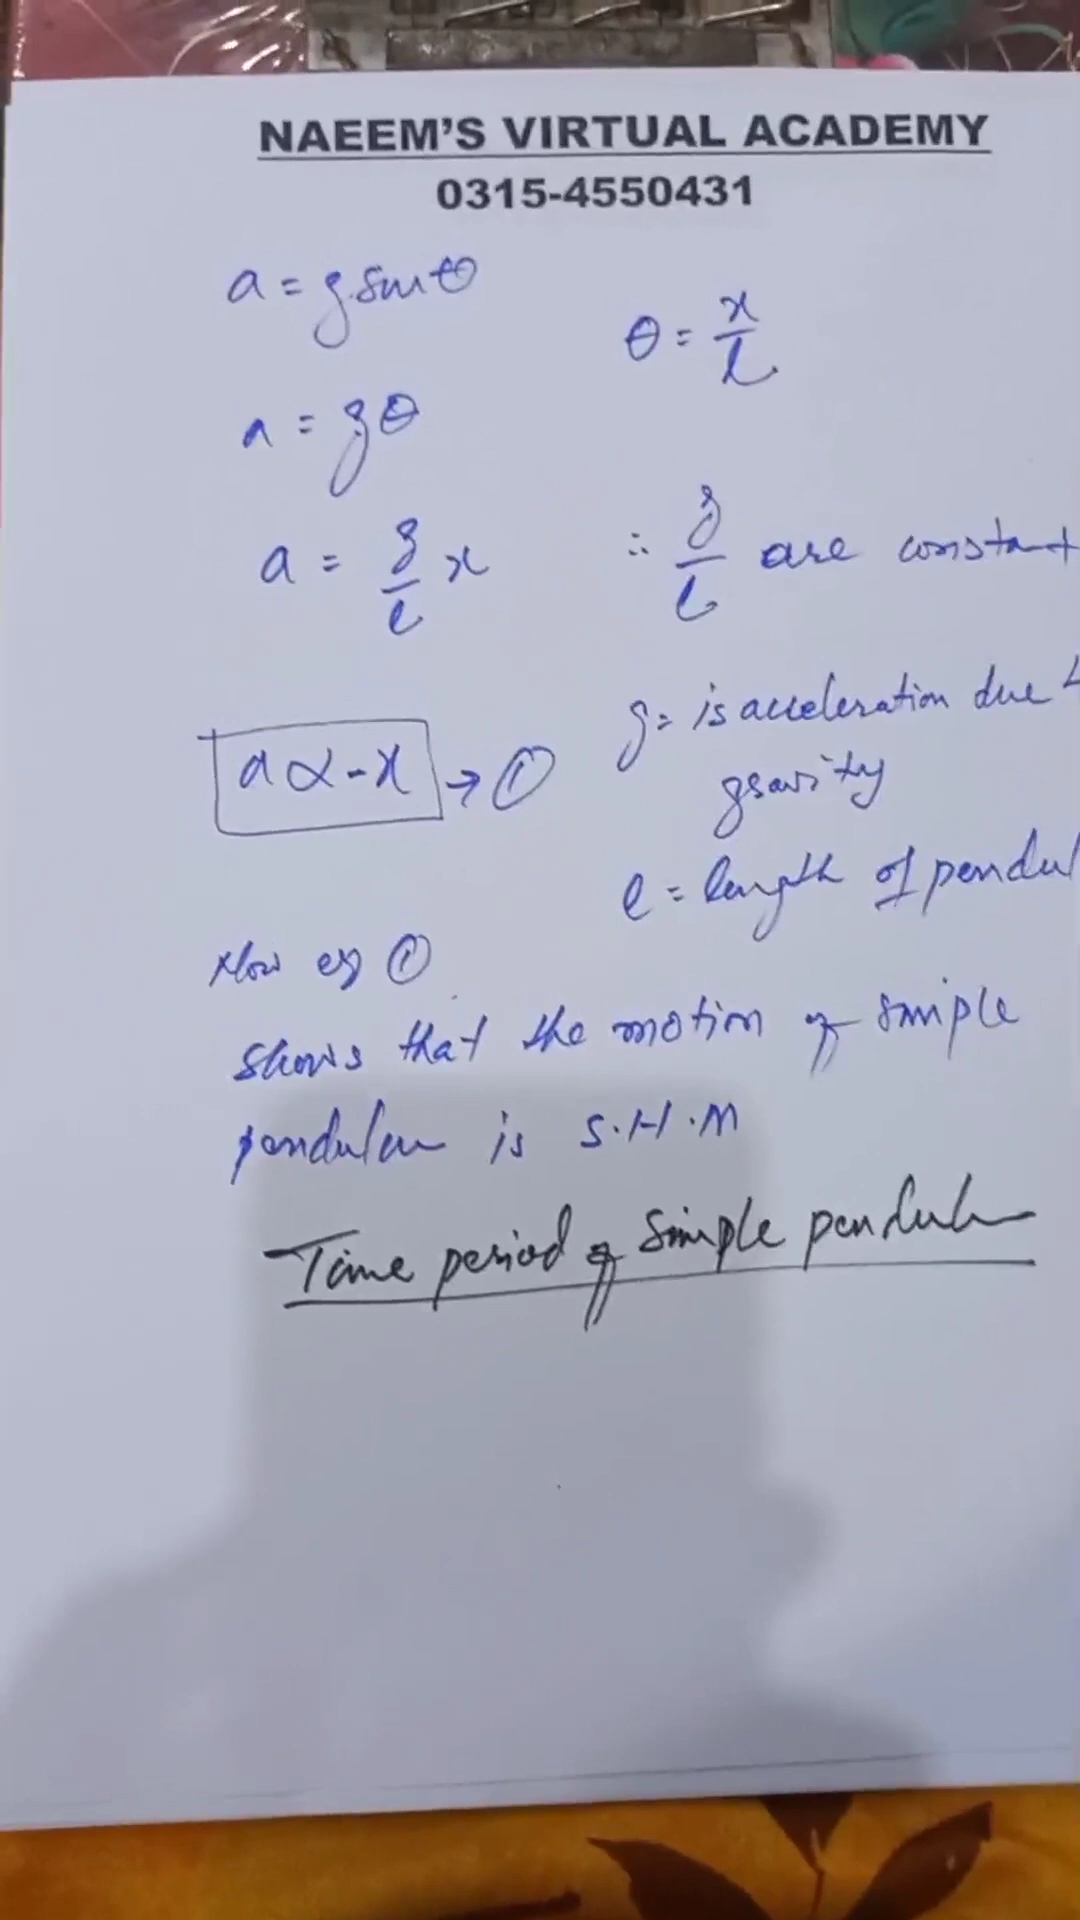 NAEEM'S VIRTUAL ACADEMY
0315-4550431
a = g sinθ
θ = x/l
a = gθ
a = g/l x
∴ g/l are constant
g = is acceleration due
gravity
a ∝ -x → ①
l = length of pendul
Now eq ①
shows that the motion of simple
pendulum is S.H.M
Time period of simple pendulum